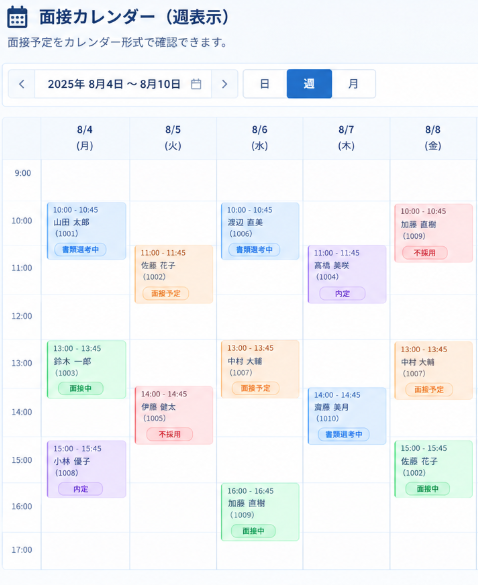 面接カレンダー（週表示）
面接予定をカレンダー形式で確認できます。
2025年 8月4日 ～ 8月10日
日 週 月
8/4 8/5 8/6 8/7 8/8
(月) (火) (水) (木) (金)
9:00
10:00
11:00
12:00
13:00
14:00
15:00
16:00
17:00
10:00 - 10:45
山田 太郎
(1001)
書類選考中
13:00 - 13:45
鈴木 一郎
(1003)
面接中
15:00 - 15:45
小林 優子
(1008)
内定
11:00 - 11:45
佐藤 花子
(1002)
面接予定
14:00 - 14:45
伊藤 健太
(1005)
不採用
10:00 - 10:45
渡辺 直美
(1006)
書類選考中
13:00 - 13:45
中村 大輔
(1007)
面接予定
16:00 - 16:45
加藤 直樹
(1009)
面接中
11:00 - 11:45
高橋 美咲
(1004)
内定
14:00 - 14:45
齋藤 美月
(1010)
書類選考中
10:00 - 10:45
加藤 直樹
(1009)
不採用
13:00 - 13:45
中村 大輔
(1007)
面接予定
15:00 - 15:45
佐藤 花子
(1002)
面接中